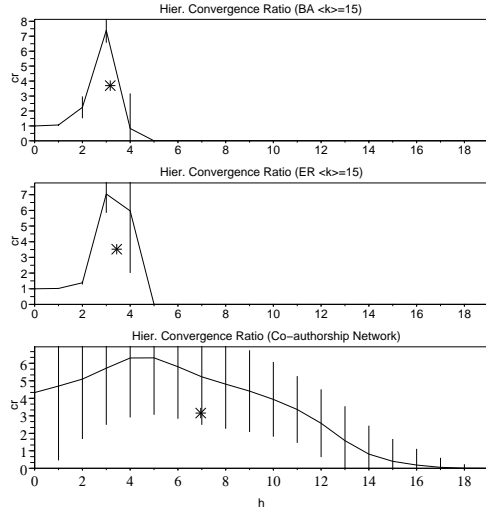 Hier. Convergence Ratio (BA <k>=15)
8
7
6
5
4
3
2
1
0
cr
0 2 4 6 8 10 12 14 16 18
Hier. Convergence Ratio (ER <k>=15)
7
6
5
4
3
2
1
0
cr
0 2 4 6 8 10 12 14 16 18
Hier. Convergence Ratio (Co−authorship Network)
6
5
4
3
2
1
0
cr
0 2 4 6 8 10 12 14 16 18
h